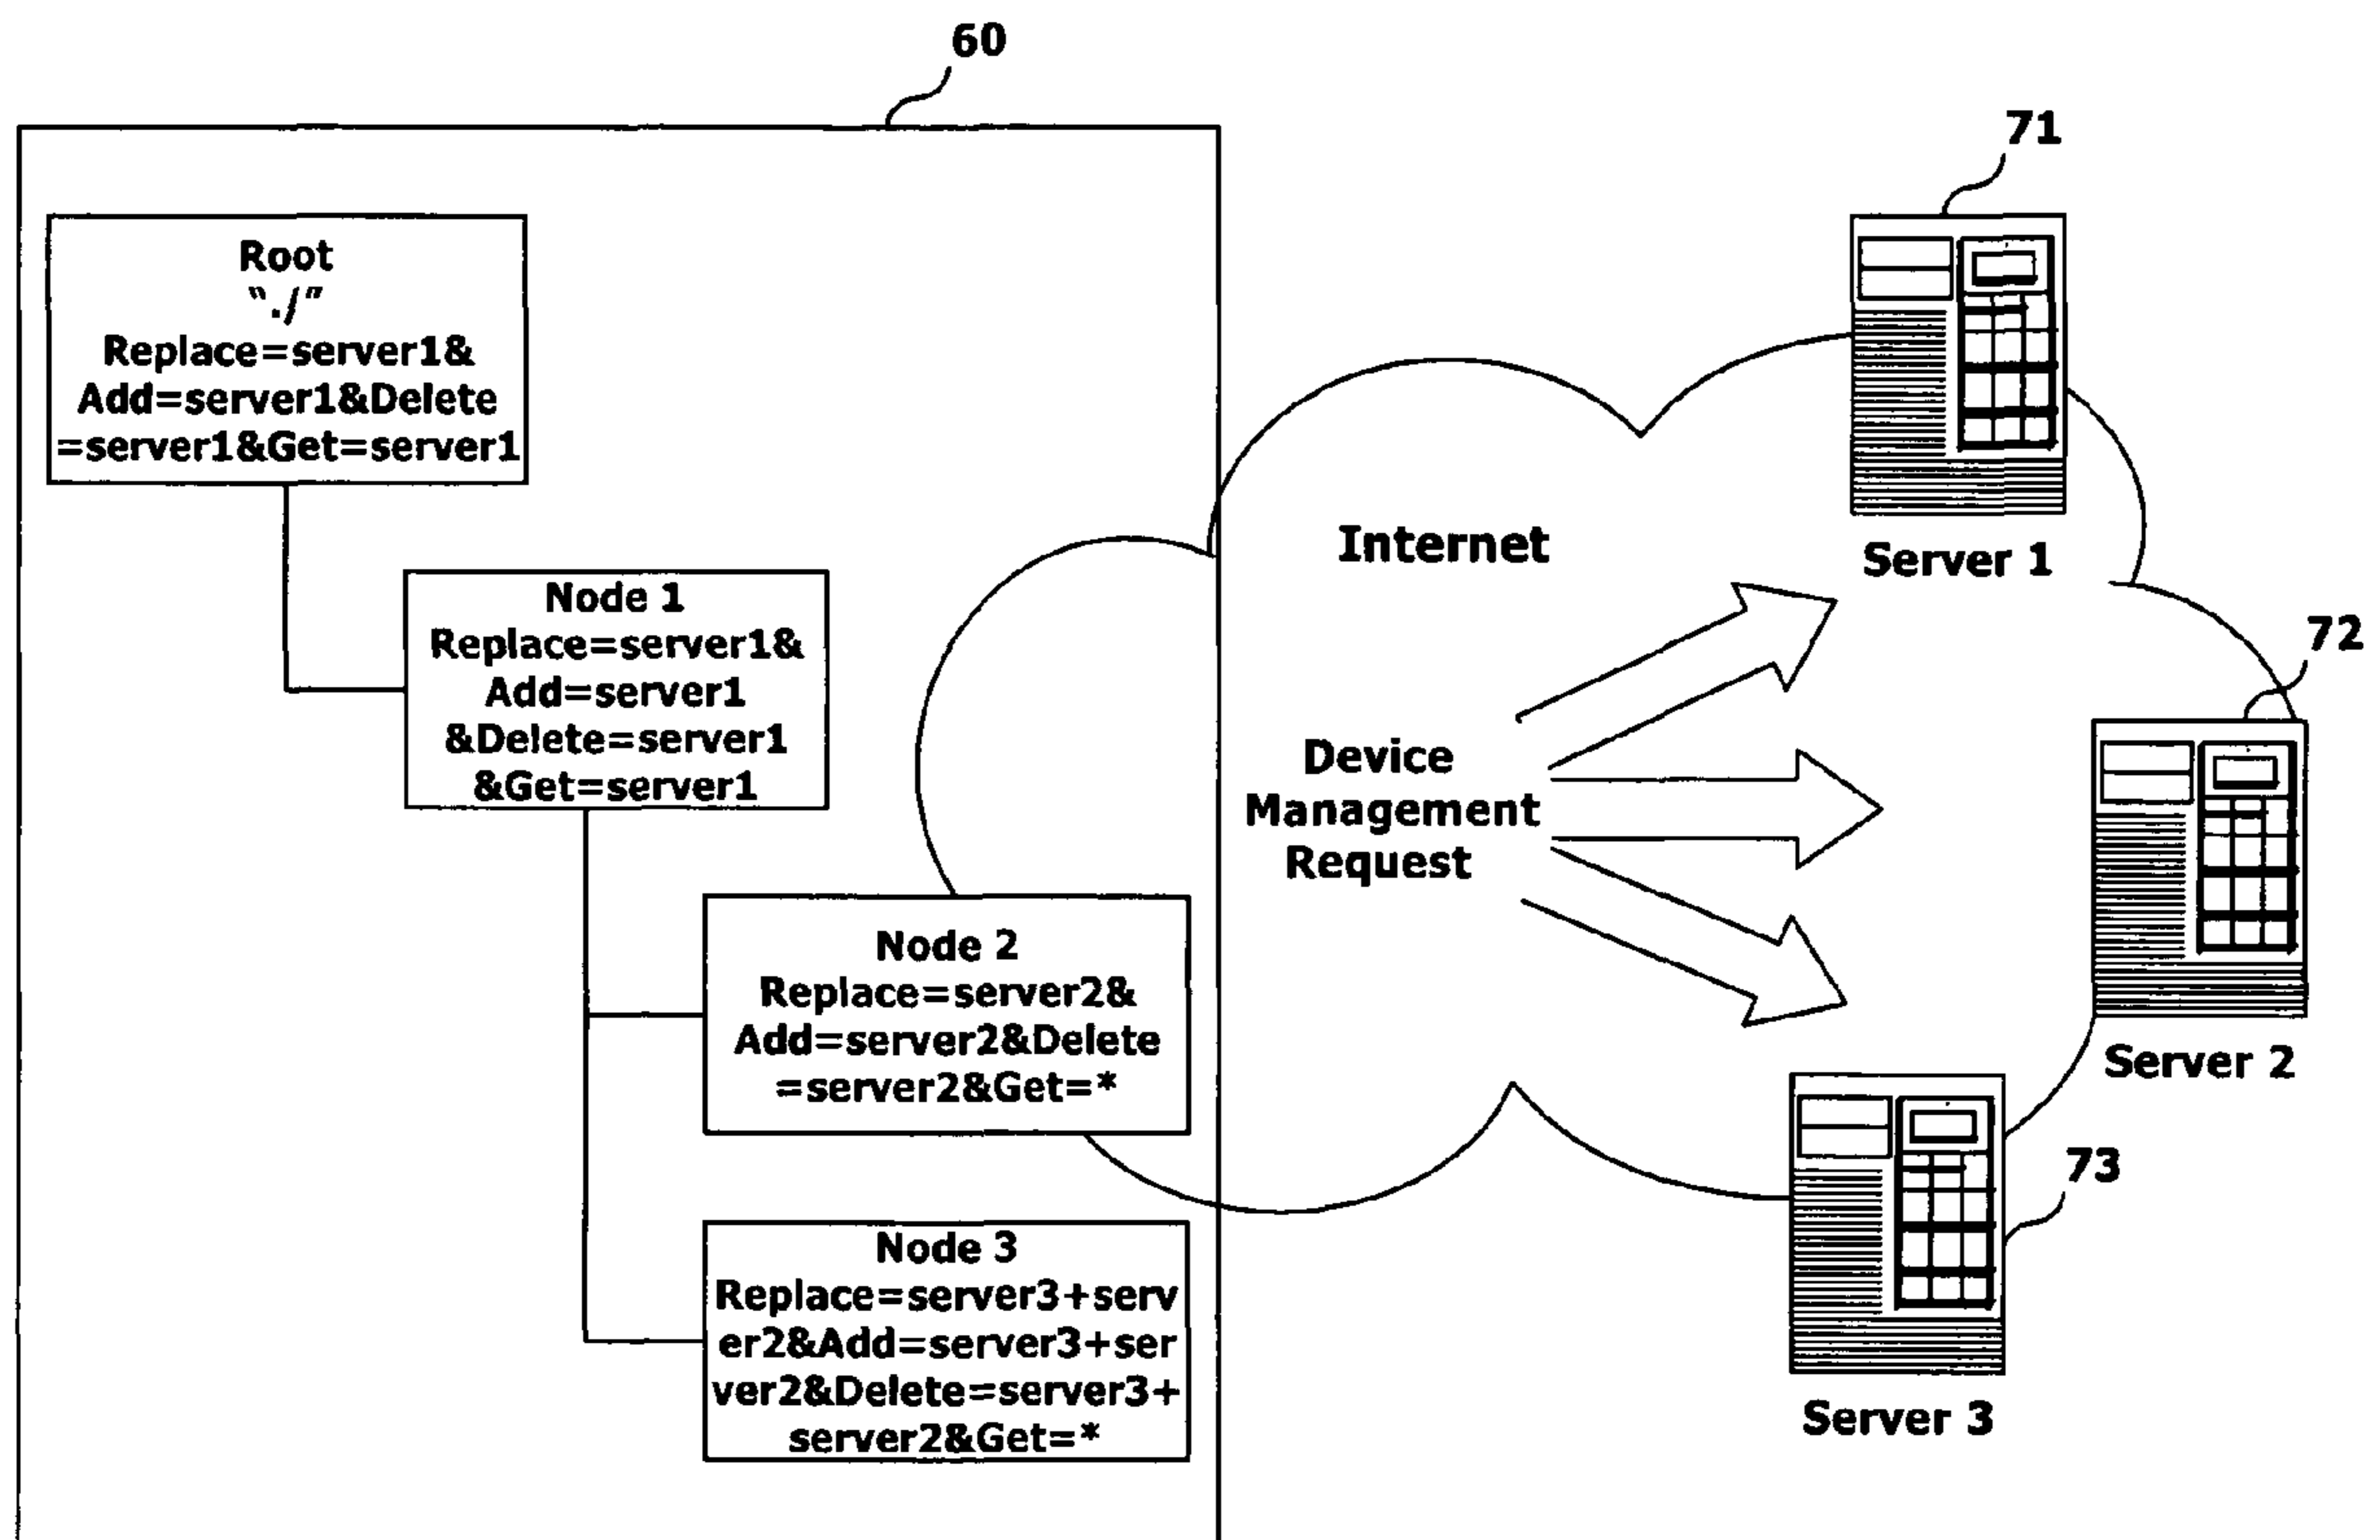 60
71
Root
"./"
Replace=server1&
Add=server1&Delete
=server1&Get=server1
Internet
Server 1
Node 1
Replace=server1&
Add=server1
&Delete=server1
&Get=server1
72
Device
Management
Request
Node 2
Replace=server2&
Add=server2&Delete
=server2&Get=*
Server 2
73
Node 3
Replace=server3+serv
er2&Add=server3+ser
ver2&Delete=server3+
server2&Get=*
Server 3